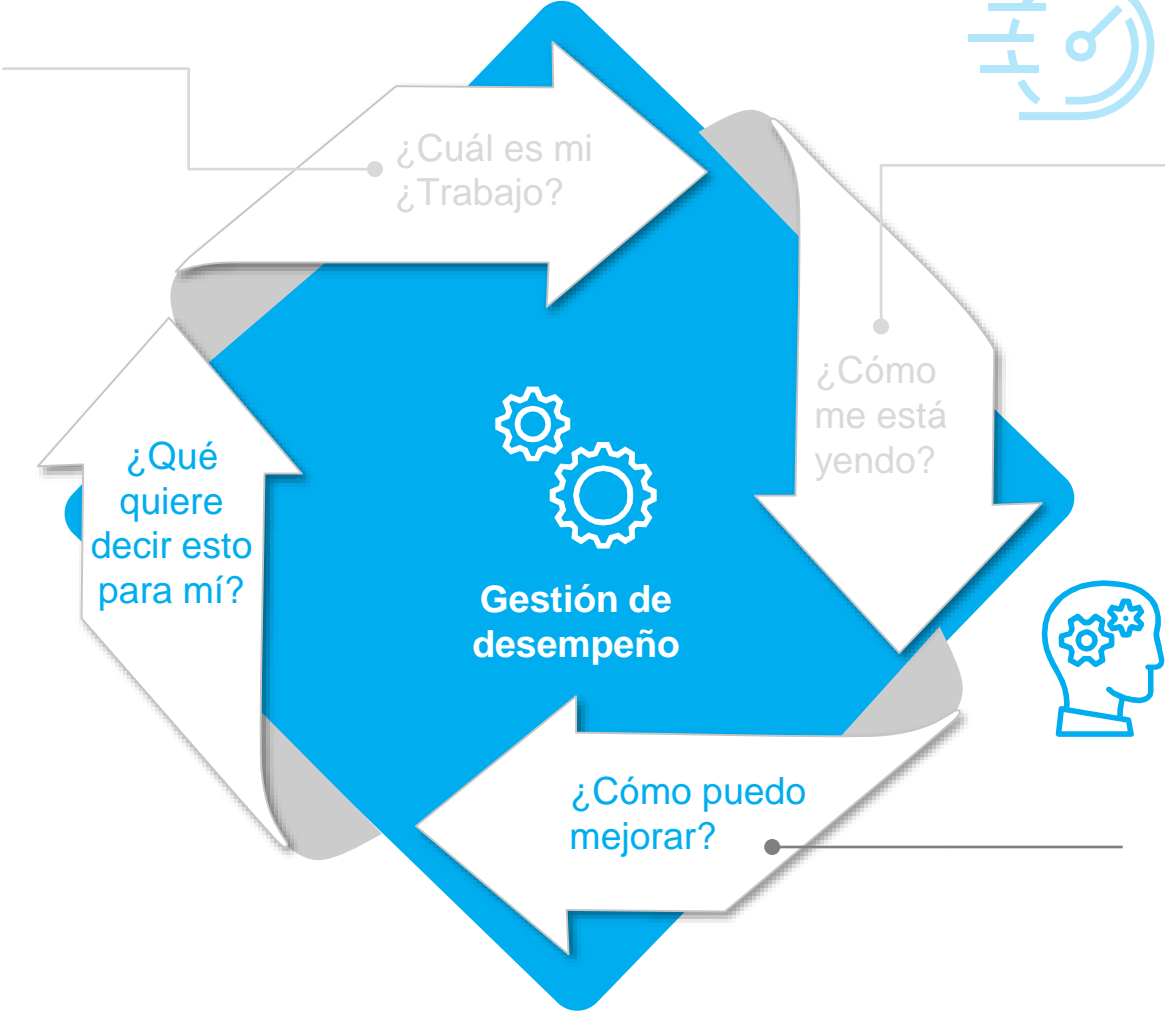 ¿Cuál es mi
¿Trabajo?
¿Cómo
me está
yendo?
¿Qué
quiere
decir esto
para mí?
Gestión de
desempeño
¿Cómo puedo
mejorar?